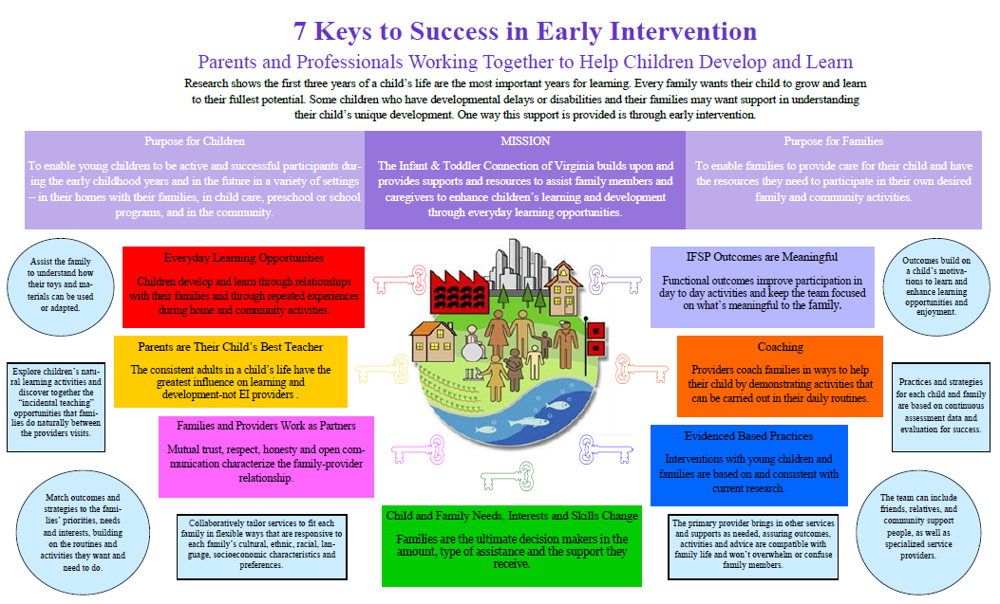 7 Keys to Success in Early Intervention
Parents and Professionals Working Together to Help Children Develop and Learn
Research shows the first three years of a child's life are the most important years for learning. Every family wants their child to grow and learn
to their fullest potential. Some children who have developmental delays or disabilities and their families may want support in understanding
their child's unique development. One way this support is provided is through early intervention.
Purpose for Children
To enable young children to be active and successful participants dur-
ing the early childhood years and in the future in a variety of settings
– in their homes with their families, in child care, preschool or school
programs, and in the community.
MISSION
The Infant & Toddler Connection of Virginia builds upon and
provides supports and resources to assist family members and
caregivers to enhance children's learning and development
through everyday learning opportunities.
Purpose for Families
To enable families to provide care for their child and have
the resources they need to participate in their own desired
family and community activities.
Assist the family
to understand how
their toys and ma-
terials can be used
or adapted.
Everyday Learning Opportunities
Children develop and learn through relationships
with their families and through repeated experiences
during home and community activities.
IFSP Outcomes are Meaningful
Functional outcomes improve participation in
day to day activities and keep the team focused
on what's meaningful to the family.
Outcomes build on
a child's motiva-
tions to learn and
enhance learning
opportunities and
enjoyment.
Parents are Their Child's Best Teacher
The consistent adults in a child's life have the
greatest influence on learning and
development-not EI providers .
Coaching
Providers coach families in ways to help
their child by demonstrating activities that
can be carried out in their daily routines.
Explore children's natu-
ral learning activities and
discover together the
"incidental teaching"
opportunities that fami-
lies do naturally between
the providers visits.
Practices and strategies
for each child and family
are based on continuous
assessment data and
evaluation for success.
Families and Providers Work as Partners
Mutual trust, respect, honesty and open com-
munication characterize the family-provider
relationship.
Evidenced Based Practices
Interventions with young children and
families are based on and consistent with
current research.
Match outcomes and
strategies to the fami-
lies' priorities, needs
and interests, building
on the routines and
activities they want and
need to do.
Collaboratively tailor services to fit each
family in flexible ways that are responsive to
each family's cultural, ethnic, racial, lan-
guage, socioeconomic characteristics and
preferences.
Child and Family Needs, Interests and Skills Change
Families are the ultimate decision makers in the
amount, type of assistance and the support they
receive.
The primary provider brings in other services
and supports as needed, assuring outcomes,
activities and advice are compatible with
family life and won't overwhelm or confuse
family members.
The team can include
friends, relatives, and
community support
people, as well as
specialized service
providers.